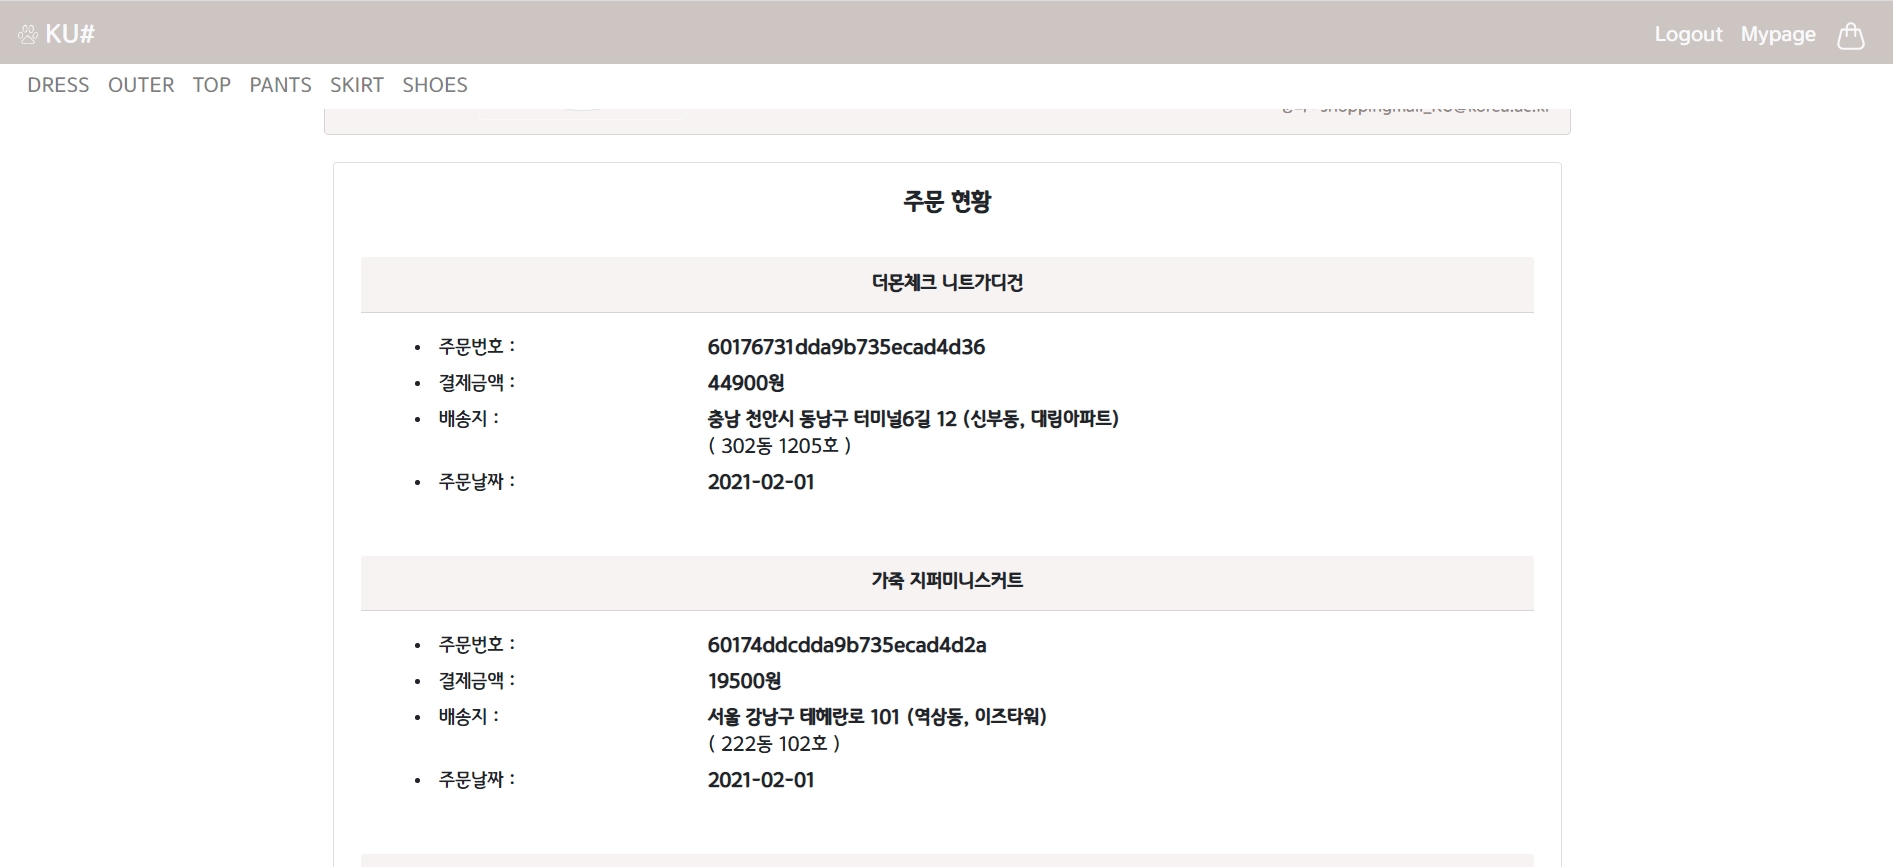 KU#
Logout Mypage
DRESS OUTER TOP PANTS SKIRT SHOES
주문 현황
더몬체크 니트가디건
주문번호 : 60176731dda9b735ecad4d36
결제금액 : 44900원
배송지 : 충남 천안시 동남구 터미널6길 12 (신부동, 대림아파트)
( 302동 1205호 )
주문날짜 : 2021-02-01
가죽 지퍼미니스커트
주문번호 : 60174ddcdda9b735ecad4d2a
결제금액 : 19500원
배송지 : 서울 강남구 테헤란로 101 (역삼동, 이즈타워)
( 222동 102호 )
주문날짜 : 2021-02-01